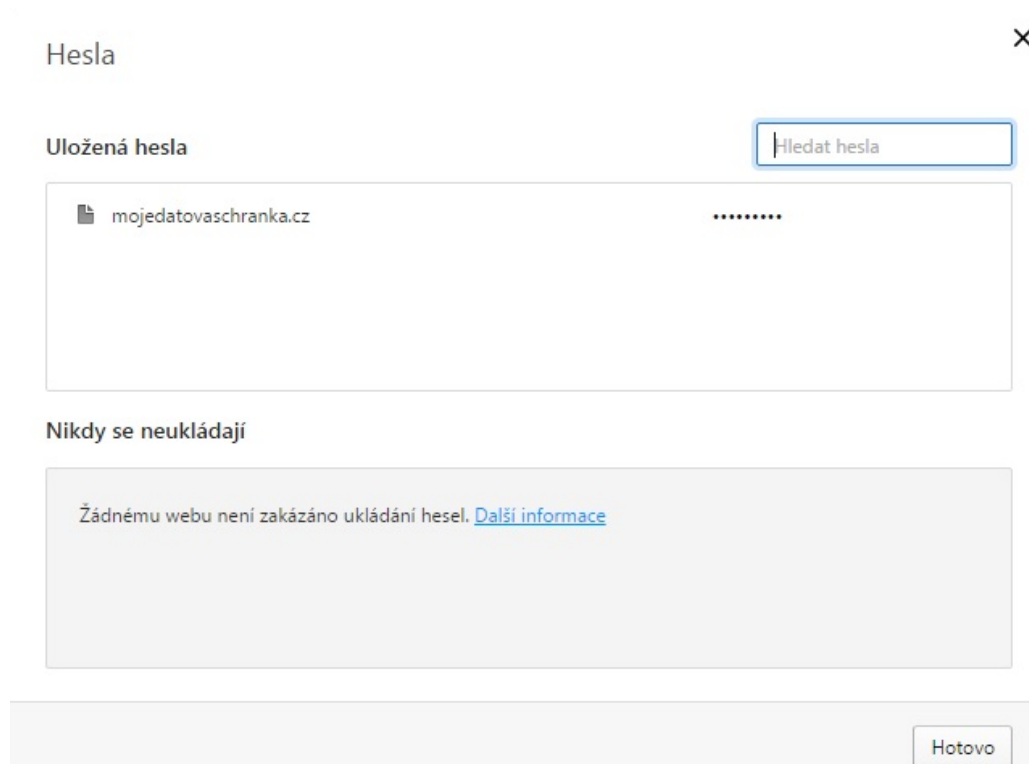 Hesla
Uložená hesla
Hledat hesla
mojedatovaschranka.cz •••••••••
Nikdy se neukládají
Žádnému webu není zakázáno ukládání hesel. Další informace
Hotovo